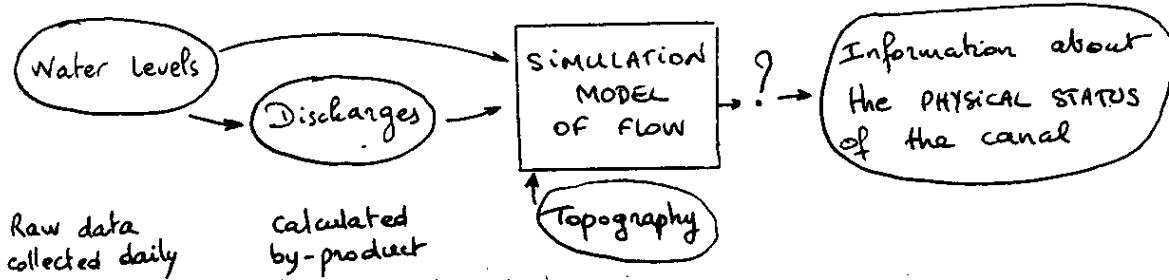 Water Levels
Discharges
SIMULATION
MODEL
OF FLOW
?
Information about
the PHYSICAL STATUS
of the canal
Topography
Raw data
collected daily
Calculated
by-product